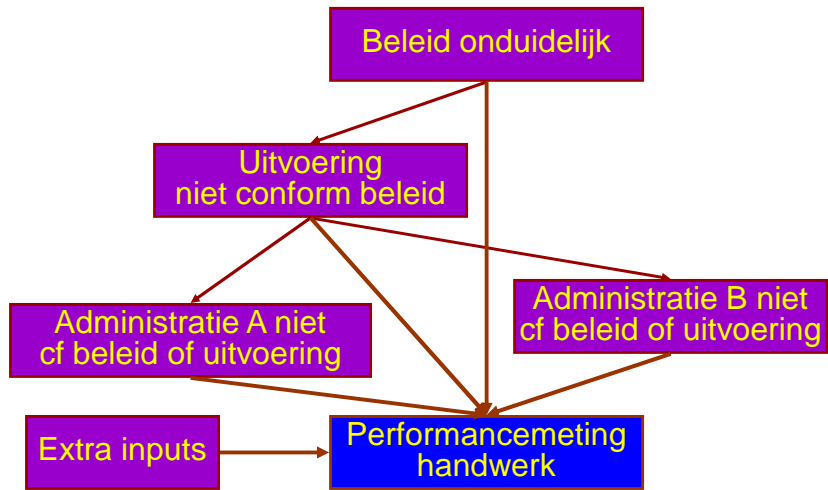 Beleid onduidelijk
Uitvoering
niet conform beleid
Administratie A niet
cf beleid of uitvoering
Administratie B niet
cf beleid of uitvoering
Extra inputs
Performancemeting
handwerk